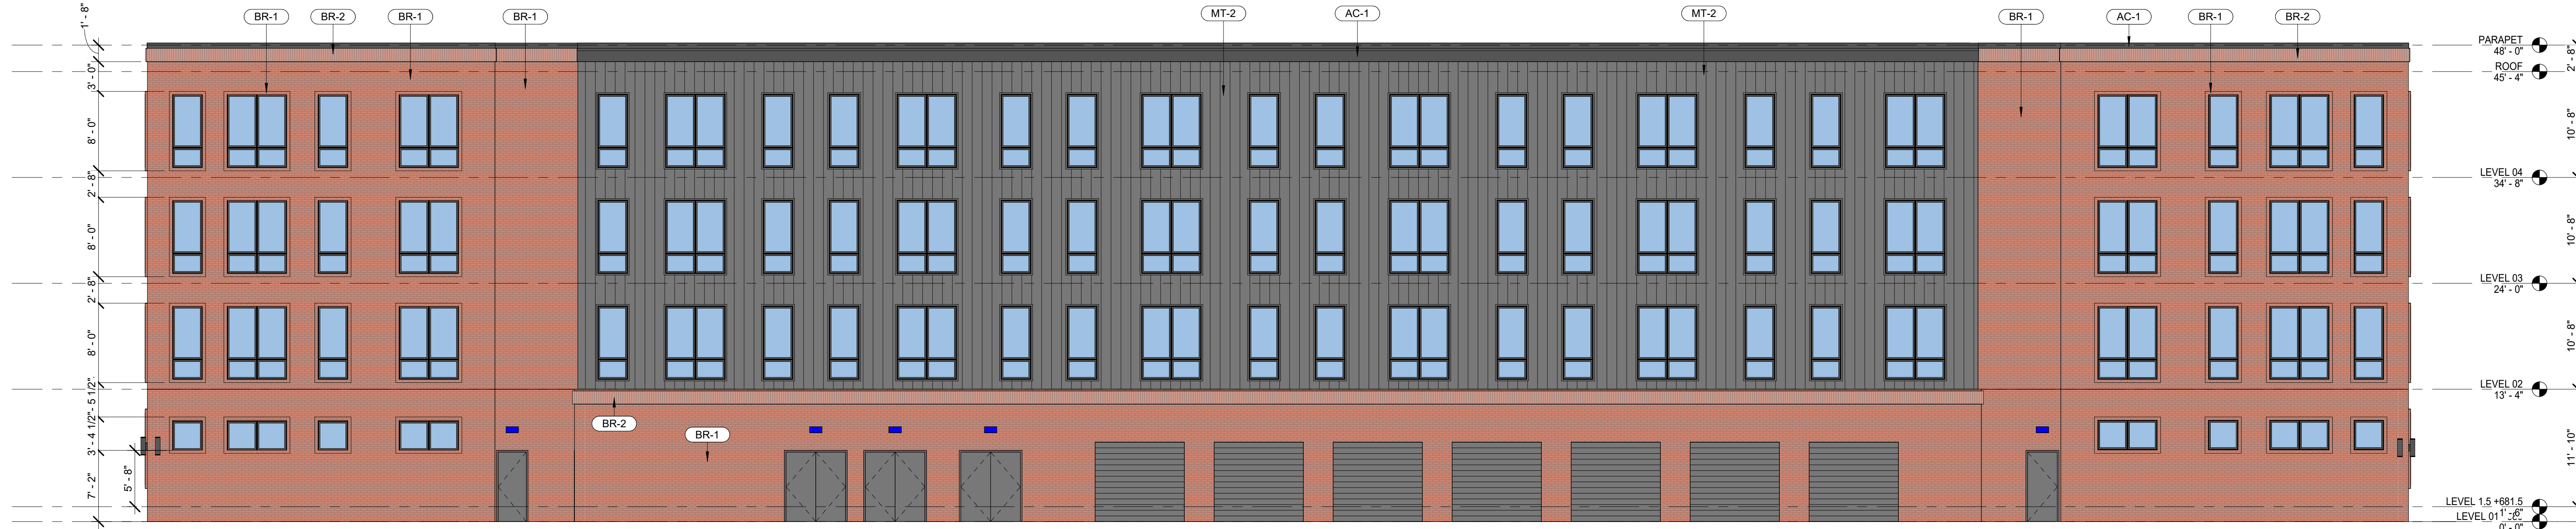 1' - 8"
BR-1
BR-2
BR-1
BR-1
MT-2
AC-1
MT-2
BR-1
AC-1
BR-1
BR-2
PARAPET
48' - 0"
2' - 8"
ROOF
45' - 4"
3' - 0"
8' - 0"
10' - 8"
LEVEL 04
34' - 8"
2' - 8"
8' - 0"
10' - 8"
LEVEL 03
24' - 0"
2' - 8"
8' - 0"
10' - 8"
LEVEL 02
13' - 4"
5 1/2"
BR-2
BR-1
3' - 4 1/2"
11' - 10"
7' - 2"
5' - 8"
LEVEL 1.5 +681.5
1' - 6"
LEVEL 01
0' - 0"